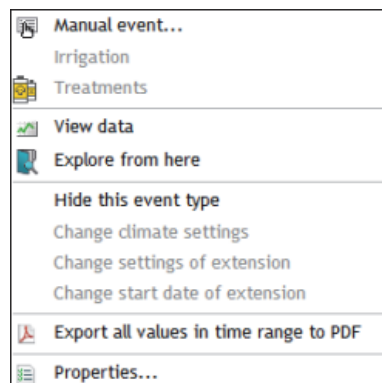 Manual event...
Irrigation
Treatments
View data
Explore from here
Hide this event type
Change climate settings
Change settings of extension
Change start date of extension
Export all values in time range to PDF
Properties...